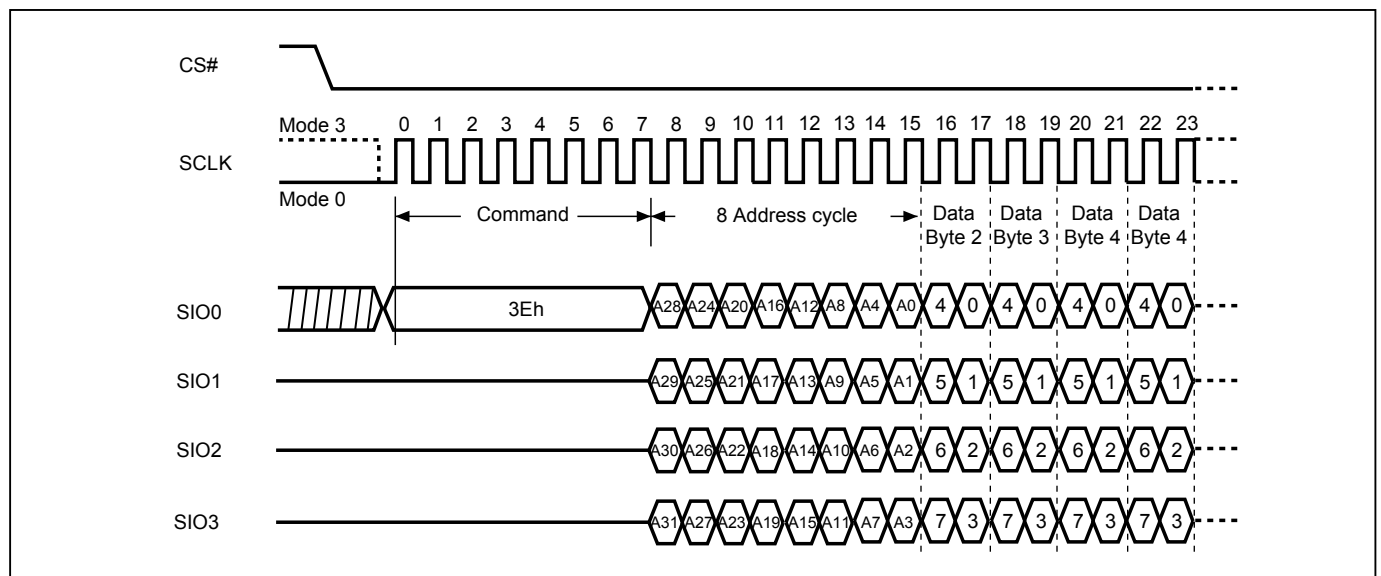 CS#
Mode 3
0 1 2 3 4 5 6 7 8 9 10 11 12 13 14 15 16 17 18 19 20 21 22 23
SCLK
Mode 0
Command
8 Address cycle
Data Byte 2
Data Byte 3
Data Byte 4
Data Byte 4
SIO0
3Eh
A28 A24 A20 A16 A12 A8 A4 A0 4 0 4 0 4 0 4 0
SIO1
A29 A25 A21 A17 A13 A9 A5 A1 5 1 5 1 5 1 5 1
SIO2
A30 A26 A22 A18 A14 A10 A6 A2 6 2 6 2 6 2 6 2
SIO3
A31 A27 A23 A19 A15 A11 A7 A3 7 3 7 3 7 3 7 3